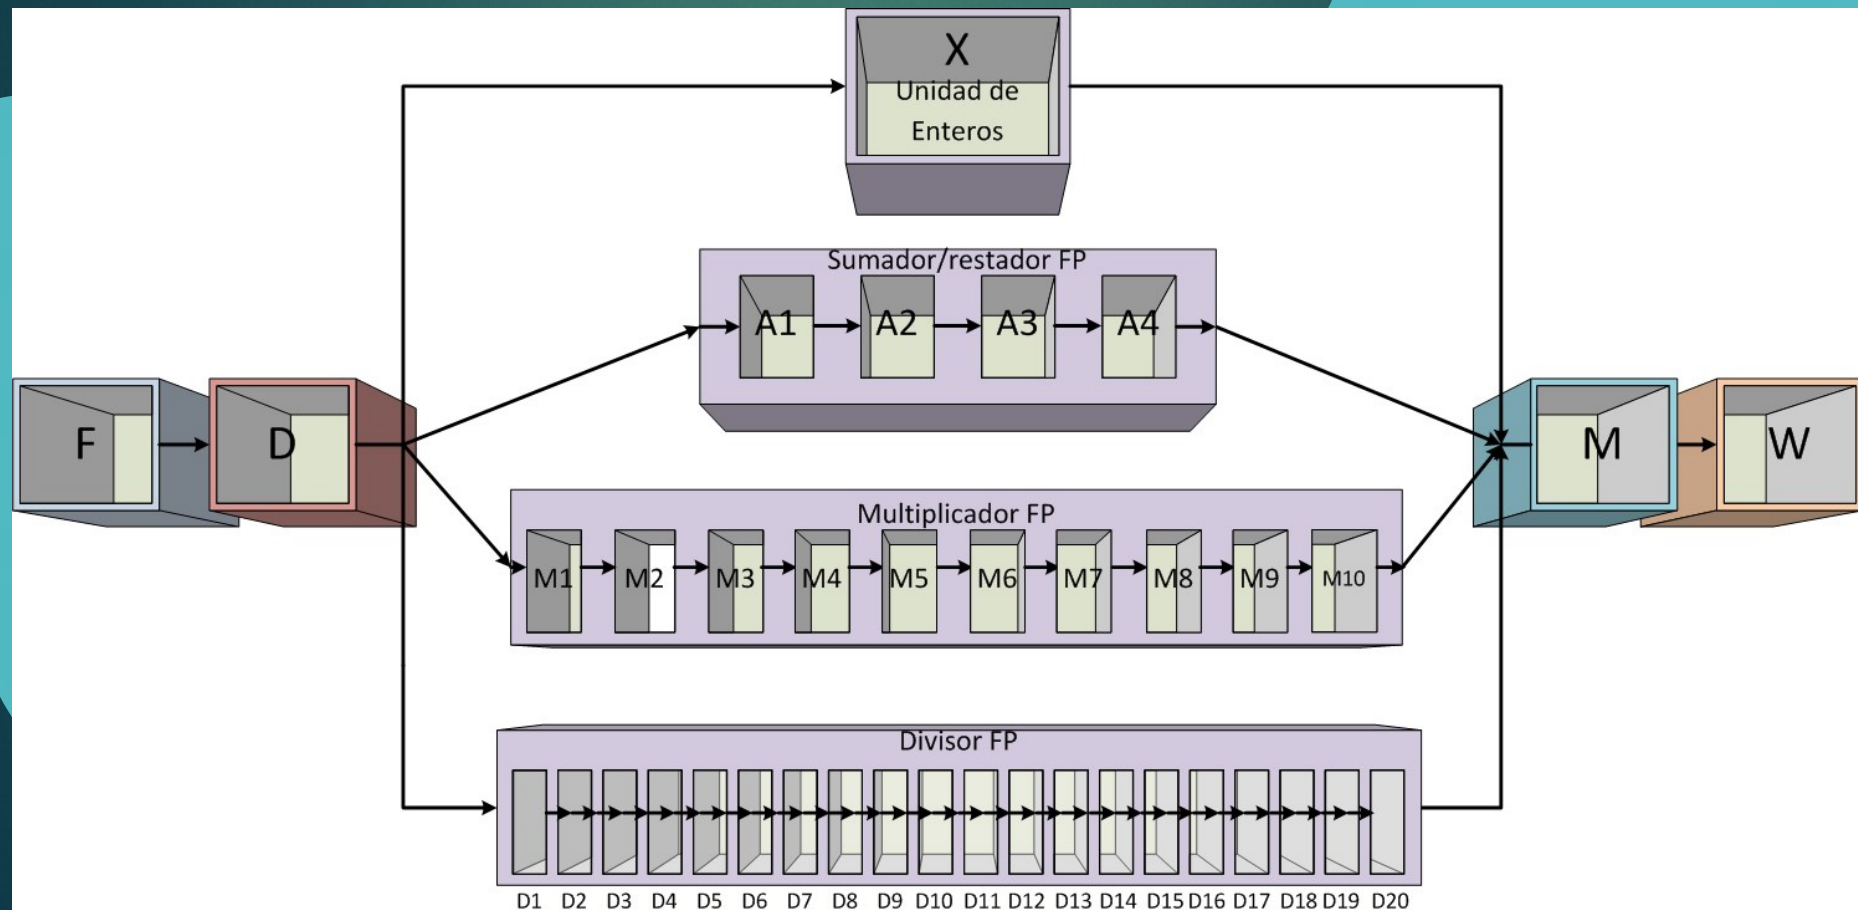 X
Unidad de
Enteros
Sumador/restador FP
A1 A2 A3 A4
F D M W
Multiplicador FP
M1 M2 M3 M4 M5 M6 M7 M8 M9 M10
Divisor FP
D1 D2 D3 D4 D5 D6 D7 D8 D9 D10 D11 D12 D13 D14 D15 D16 D17 D18 D19 D20